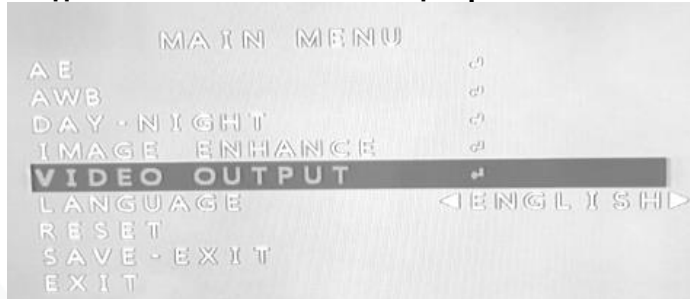 MAIN MENU
AE ↵
AWB ↵
DAY-NIGHT ↵
IMAGE ENHANCE ↵
VIDEO OUTPUT ↵
LANGUAGE ◁ENGLISH▷
RESET
SAVE-EXIT
EXIT